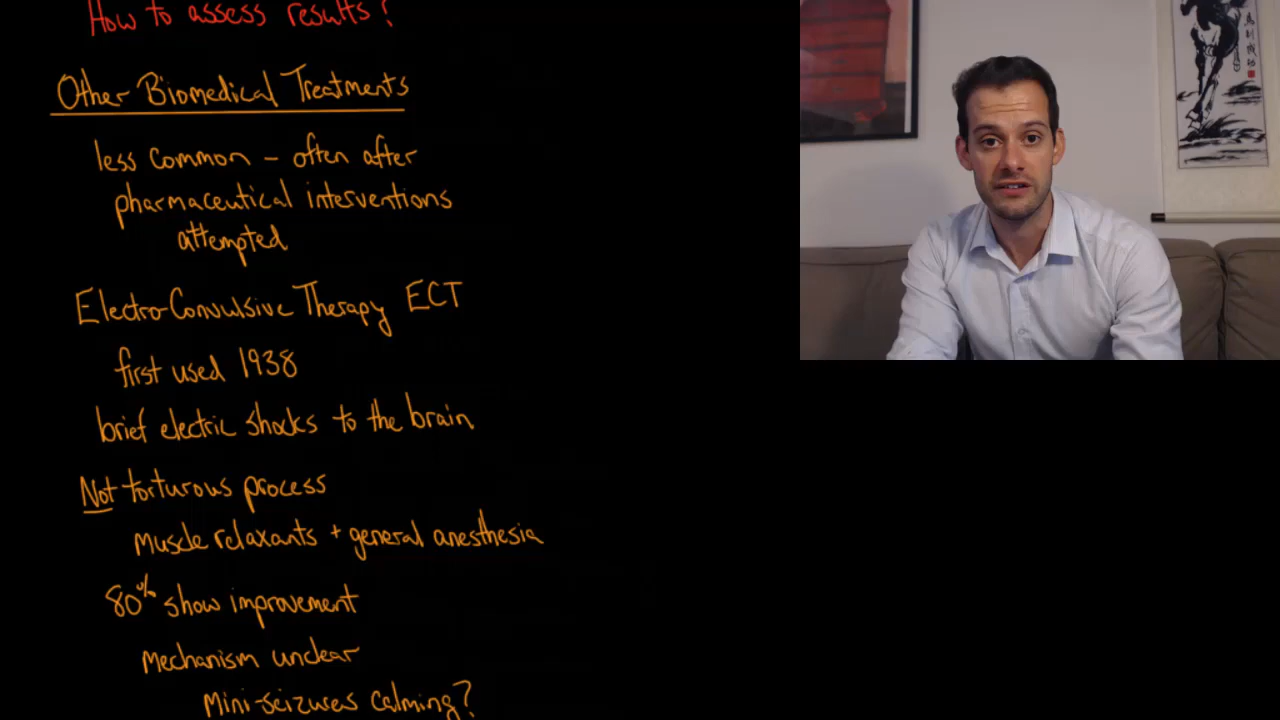 How to assess results?
Other Biomedical Treatments
less common - often after
pharmaceutical interventions
attempted
Electro-Convulsive Therapy ECT
first used 1938
brief electric shocks to the brain
Not torturous process
Muscle relaxants + general anesthesia
80% show improvement
Mechanism unclear
Mini-seizures calming?